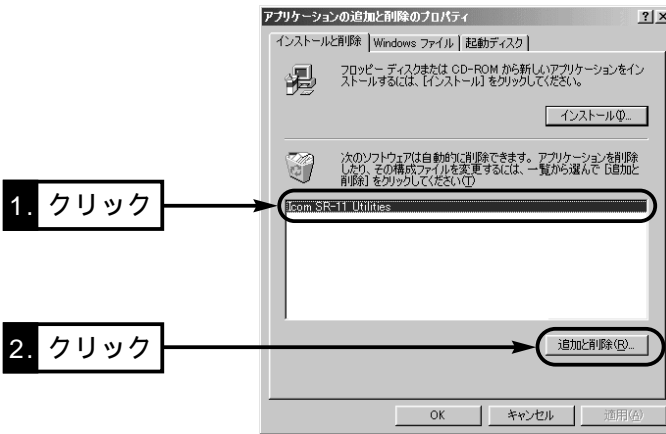 アプリケーションの追加と削除のプロパティ
インストールと削除 Windows ファイル 起動ディスク
フロッピー ディスクまたは CD-ROM から新しいアプリケーションをイン
ストールするには、[インストール] をクリックしてください。
インストール(I)...
次のソフトウェアは自動的に削除できます。アプリケーションを削除
したり、その構成ファイルを変更するには、一覧から選んで [追加と
削除] をクリックしてください(T)
1. クリック
Icom SR-11 Utilities
2. クリック
追加と削除(R)...
OK キャンセル 適用(A)